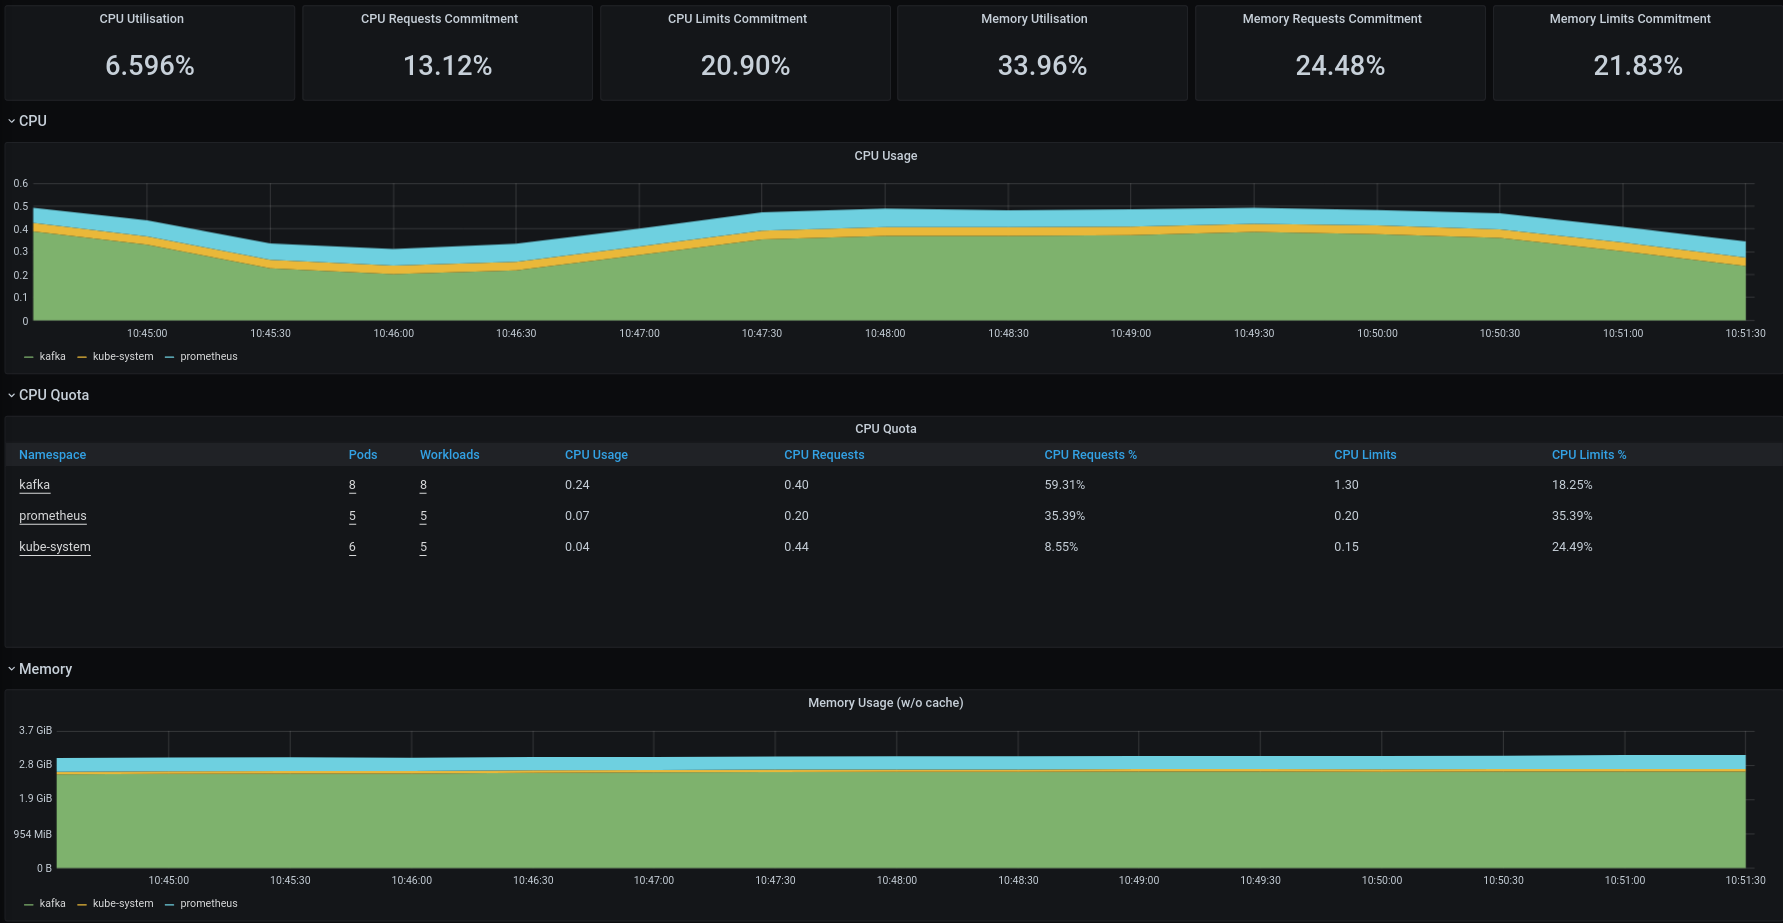 CPU Utilisation CPU Requests Commitment CPU Limits Commitment Memory Utilisation Memory Requests Commitment Memory Limits Commitment
6.596% 13.12% 20.90% 33.96% 24.48% 21.83%
CPU
CPU Usage
0.6
0.5
0.4
0.3
0.2
0.1
0
10:45:00 10:45:30 10:46:00 10:46:30 10:47:00 10:47:30 10:48:00 10:48:30 10:49:00 10:49:30 10:50:00 10:50:30 10:51:00 10:51:30
kafka kube-system prometheus
CPU Quota
CPU Quota
Namespace Pods Workloads CPU Usage CPU Requests CPU Requests % CPU Limits CPU Limits %
kafka 8 8 0.24 0.40 59.31% 1.30 18.25%
prometheus 5 5 0.07 0.20 35.39% 0.20 35.39%
kube-system 6 5 0.04 0.44 8.55% 0.15 24.49%
Memory
Memory Usage (w/o cache)
3.7 GiB
2.8 GiB
1.9 GiB
954 MiB
0 B
10:45:00 10:45:30 10:46:00 10:46:30 10:47:00 10:47:30 10:48:00 10:48:30 10:49:00 10:49:30 10:50:00 10:50:30 10:51:00 10:51:30
kafka kube-system prometheus